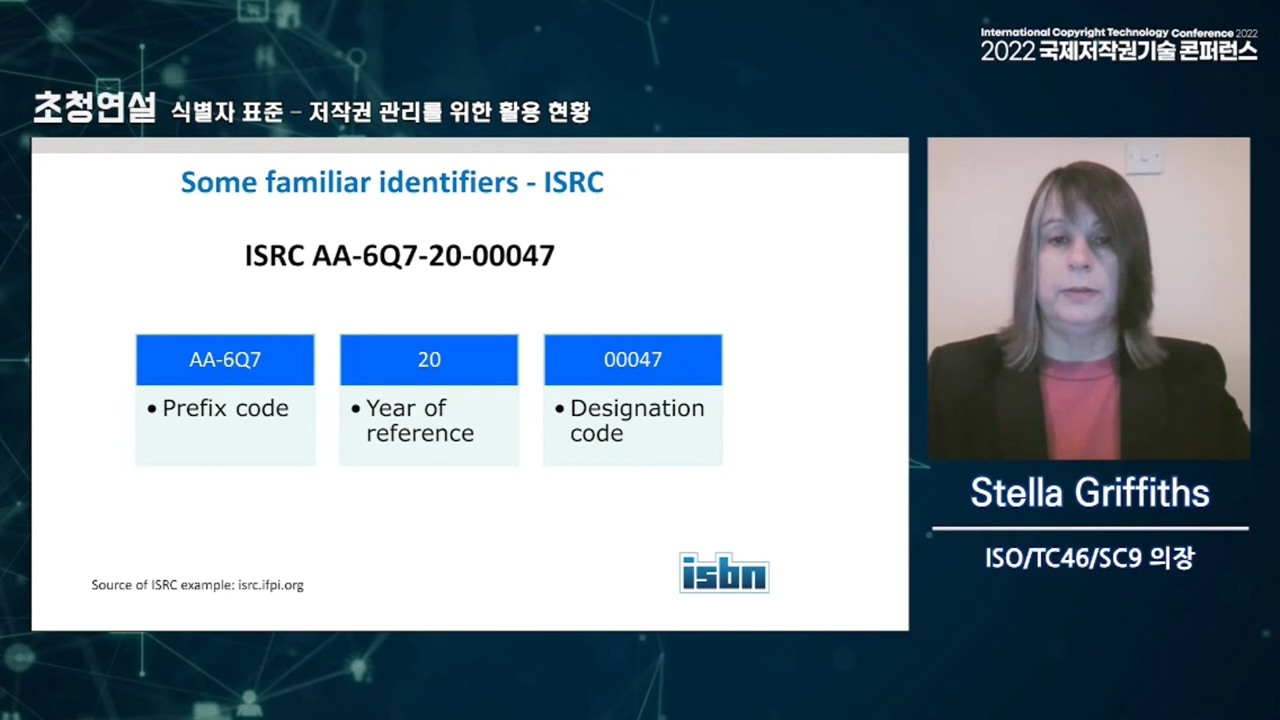 International Copyright Technology Conference 2022
2022 국제저작권기술 콘퍼런스
초청연설 식별자 표준 – 저작권 관리를 위한 활용 현황
Some familiar identifiers - ISRC
ISRC AA-6Q7-20-00047
AA-6Q7
• Prefix code
20
• Year of
reference
00047
• Designation
code
Source of ISRC example: isrc.ifpi.org
isbn
Stella Griffiths
ISO/TC46/SC9 의장